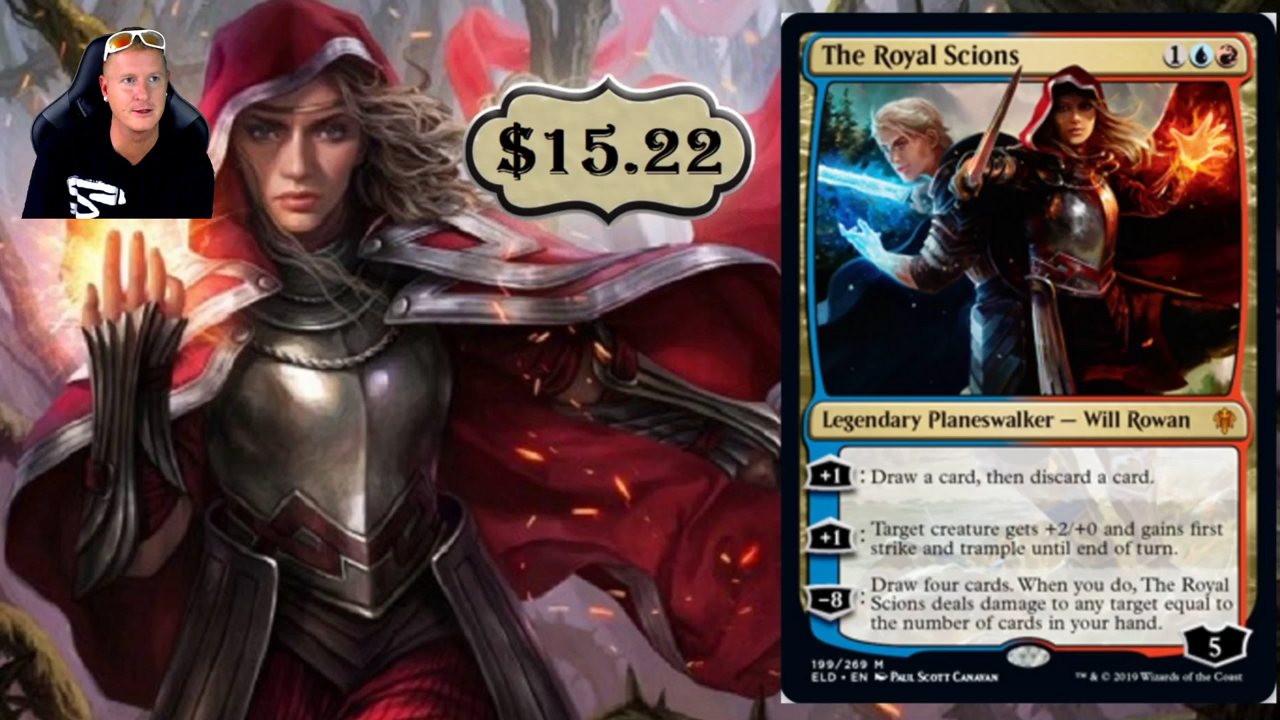 $15.22
The Royal Scions 1
Legendary Planeswalker — Will Rowan
+1 : Draw a card, then discard a card.
+1 : Target creature gets +2/+0 and gains first
strike and trample until end of turn.
−8 : Draw four cards. When you do, The Royal
Scions deals damage to any target equal to
the number of cards in your hand.
5
199/269 M
ELD • EN PAUL SCOTT CANAVAN
™ & © 2019 Wizards of the Coast